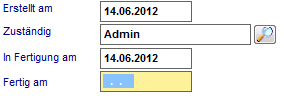 Erstellt am 14.06.2012
Zuständig Admin
In Fertigung am 14.06.2012
Fertig am . .